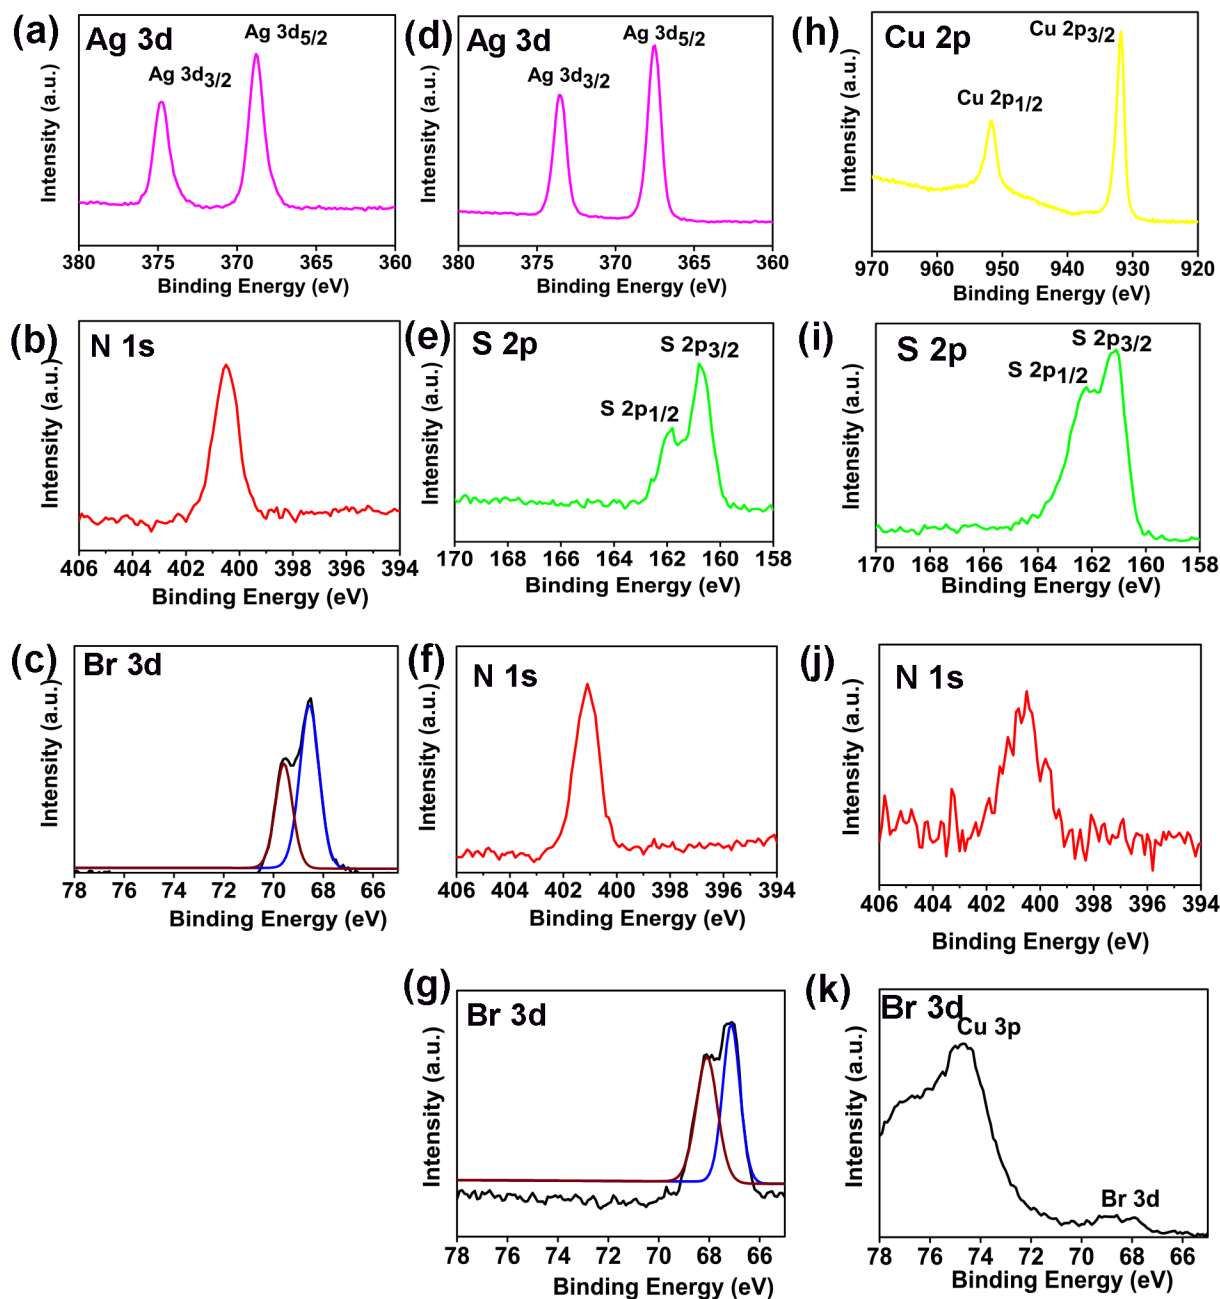 (a)
Ag 3d
Ag 3d3/2
Ag 3d5/2
Intensity (a.u.)
380 375 370 365 360
Binding Energy (eV)
(d)
Ag 3d
Ag 3d3/2
Ag 3d5/2
Intensity (a.u.)
380 375 370 365 360
Binding Energy (eV)
(h)
Cu 2p
Cu 2p3/2
Cu 2p1/2
Intensity (a.u.)
970 960 950 940 930 920
Binding Energy (eV)
(b)
N 1s
Intensity (a.u.)
406 404 402 400 398 396 394
Binding Energy (eV)
(e)
S 2p
S 2p3/2
S 2p1/2
Intensity (a.u.)
170 168 166 164 162 160 158
Binding Energy (eV)
(i)
S 2p
S 2p3/2
S 2p1/2
Intensity (a.u.)
170 168 166 164 162 160 158
Binding Energy (eV)
(c)
Br 3d
Intensity (a.u.)
78 76 74 72 70 68 66
Binding Energy (eV)
(f)
N 1s
Intensity (a.u.)
406 404 402 400 398 396 394
Binding Energy (eV)
(j)
N 1s
Intensity (a.u.)
406 404 402 400 398 396 394
Binding Energy (eV)
(g)
Br 3d
Intensity (a.u.)
78 76 74 72 70 68 66
Binding Energy (eV)
(k)
Br 3d
Cu 3p
Br 3d
Intensity (a.u.)
78 76 74 72 70 68 66
Binding Energy (eV)